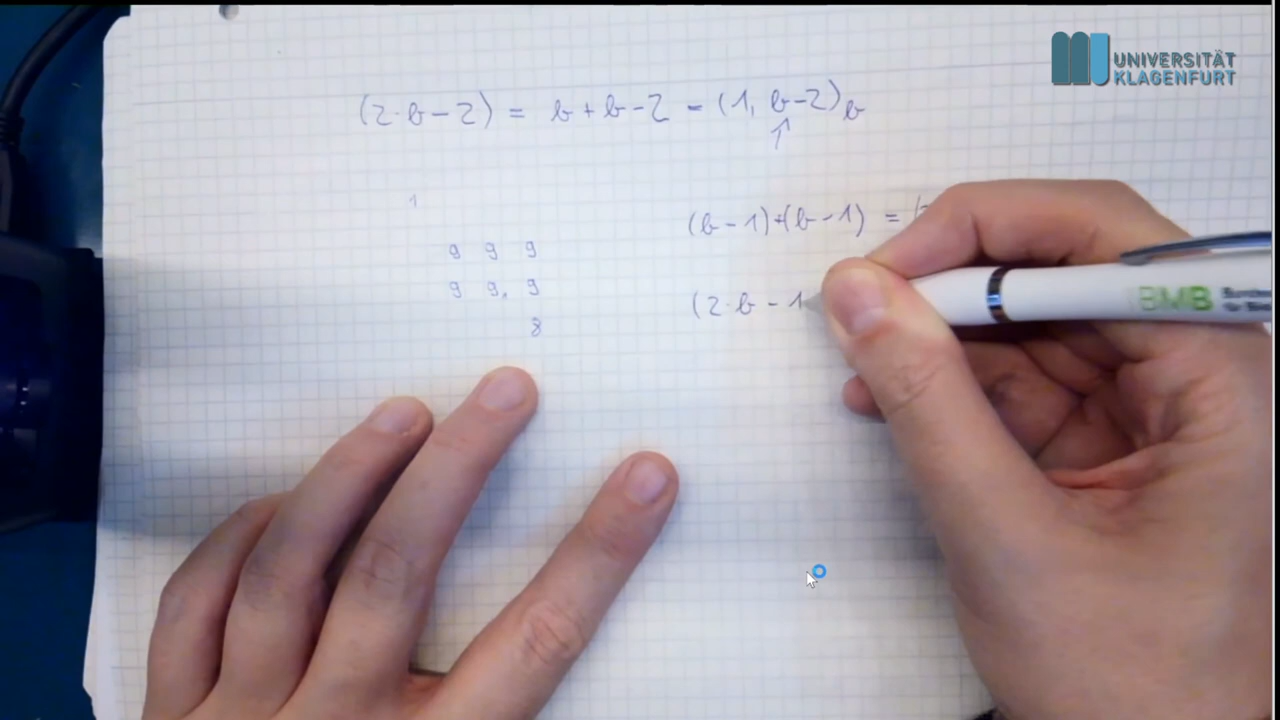 UNIVERSITÄT
KLAGENFURT
(2·b-2) = b+b-2 = (1, b-2)b
↑
1
(b-1)+(b-1) =
9 9 9
9 9, 9
(2·b-1
8
BMB